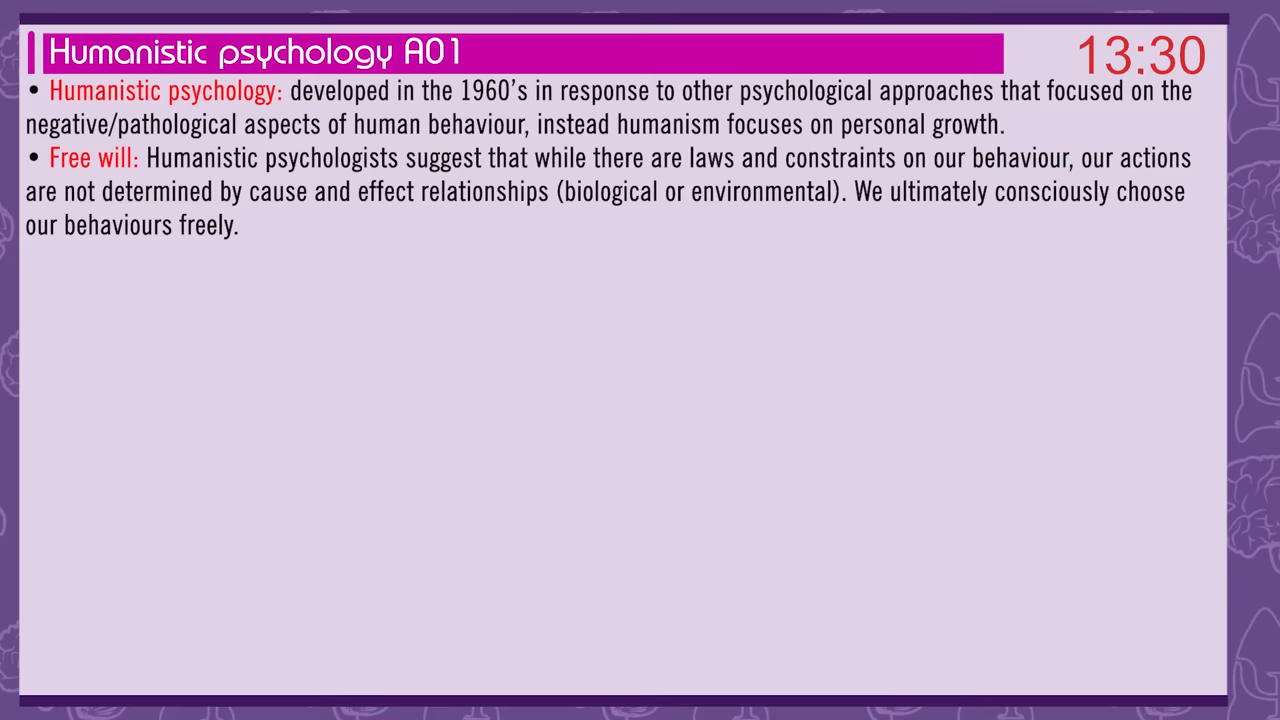 Humanistic psychology A01
13:30
• Humanistic psychology: developed in the 1960’s in response to other psychological approaches that focused on the
negative/pathological aspects of human behaviour, instead humanism focuses on personal growth.
• Free will: Humanistic psychologists suggest that while there are laws and constraints on our behaviour, our actions
are not determined by cause and effect relationships (biological or environmental). We ultimately consciously choose
our behaviours freely.